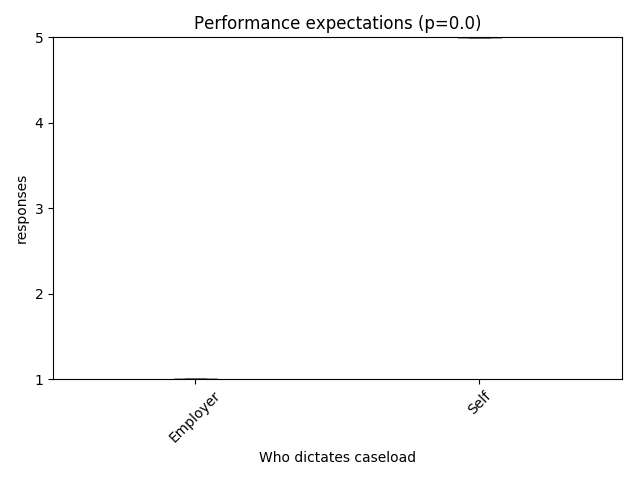 Performance expectations (p=0.0)
5
4
3
2
1
responses
Employer
Self
Who dictates caseload